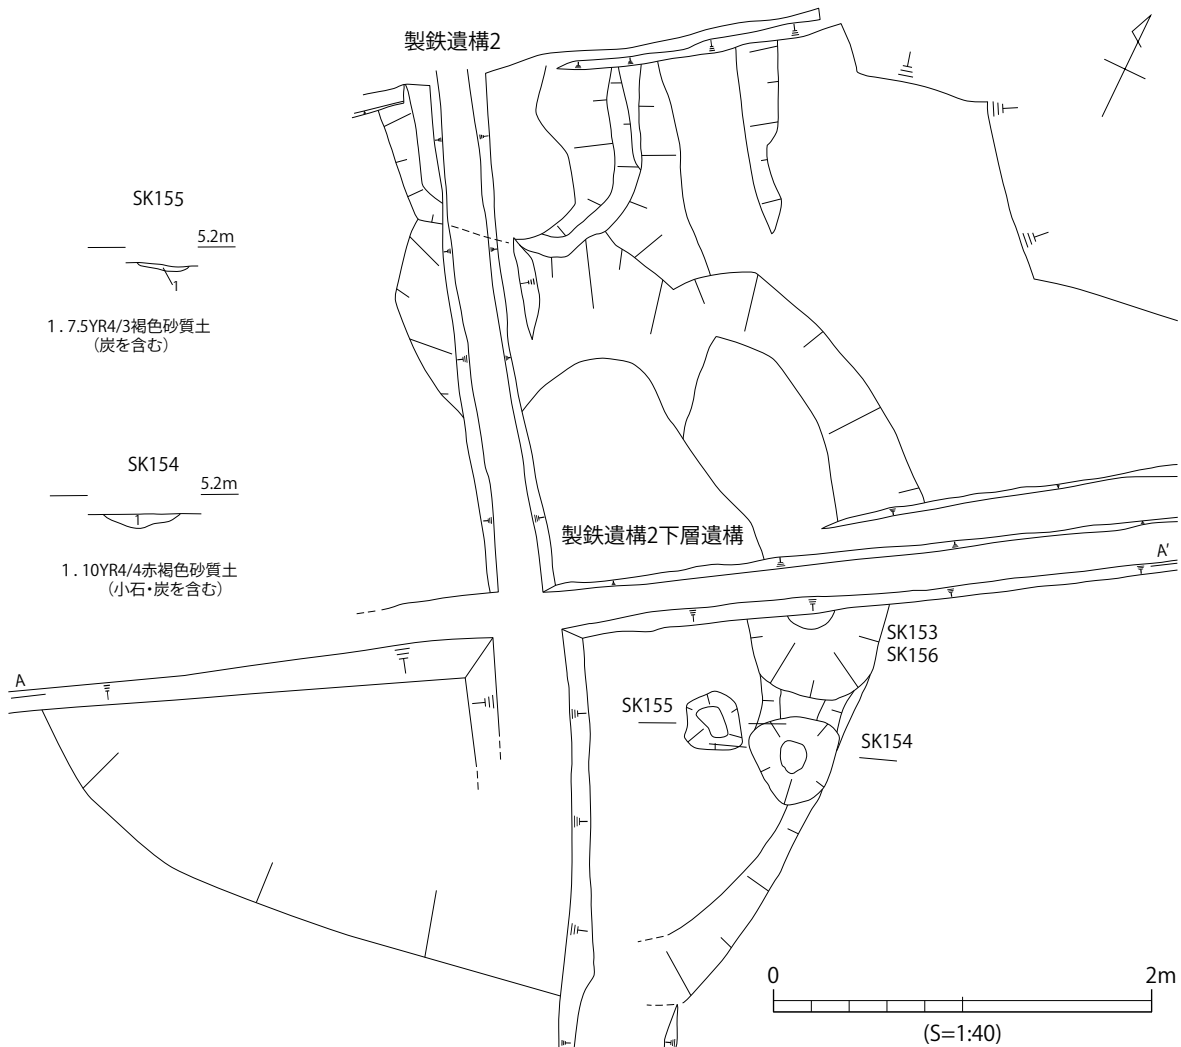 製鉄遺構2
SK155
5.2m
1
1 . 7.5YR4/3褐色砂質土
（炭を含む）
SK154
5.2m
1
1 . 10YR4/4赤褐色砂質土
（小石・炭を含む）
製鉄遺構2下層遺構
A'
A
SK153
SK156
SK155
SK154
0
2m
(S=1:40)